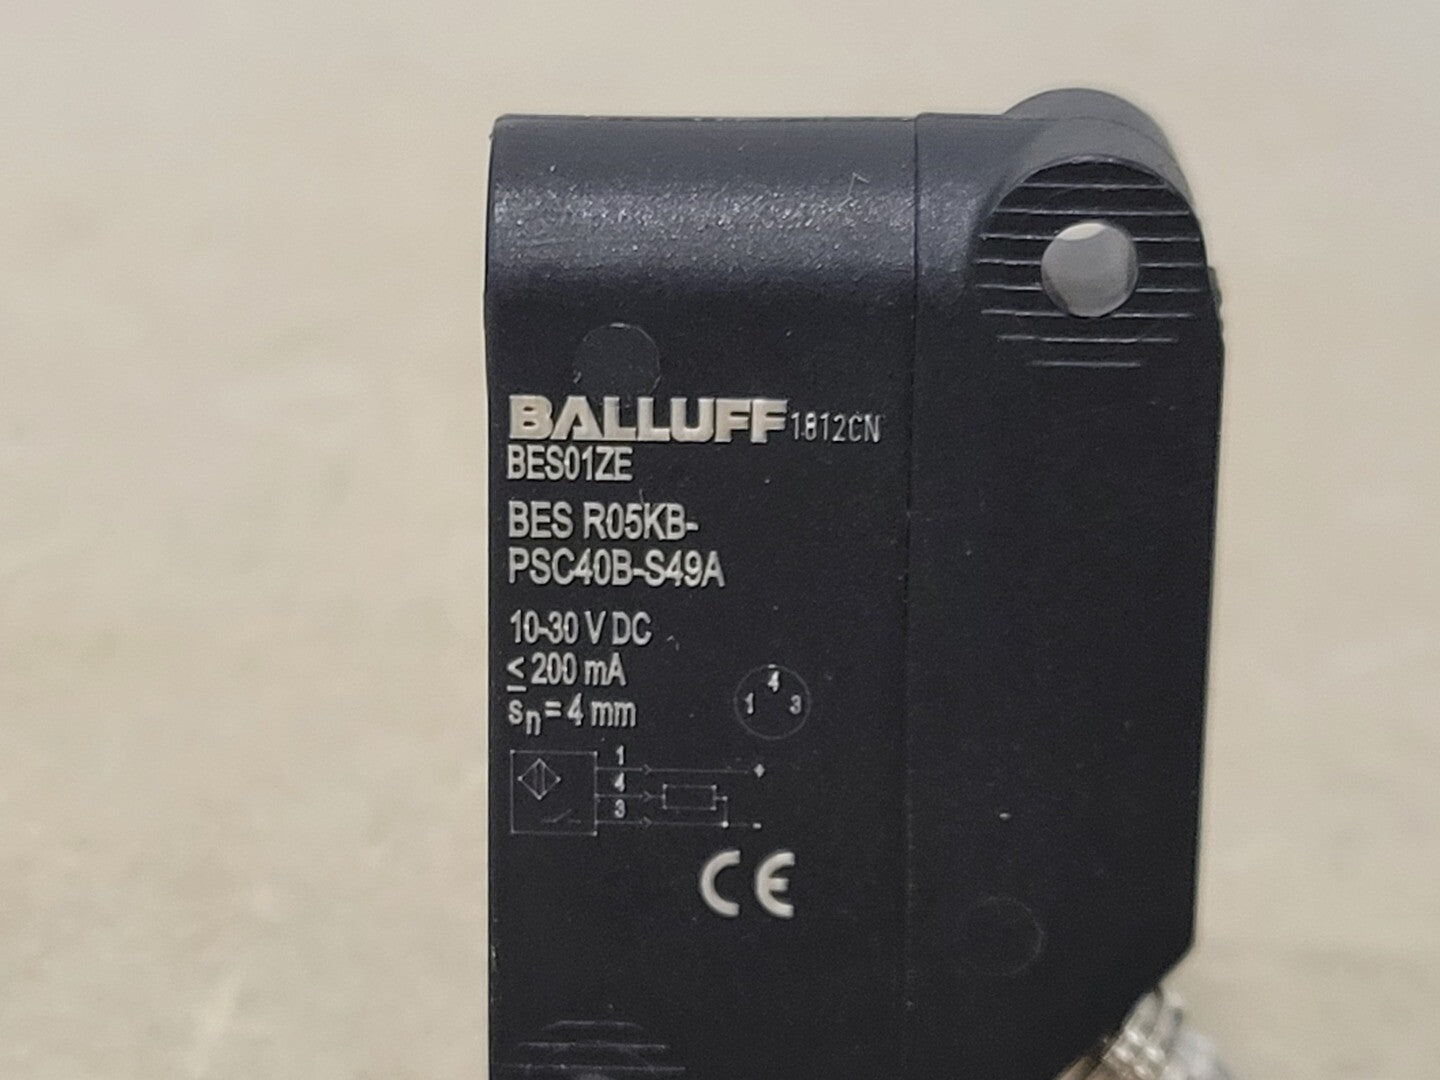 BALLUFF 1812CN
BES01ZE
BES R05KB-
PSC40B-S49A
10-30 V DC
≤ 200 mA
sn = 4 mm
4
1 3
1
+
4
3
-
CE